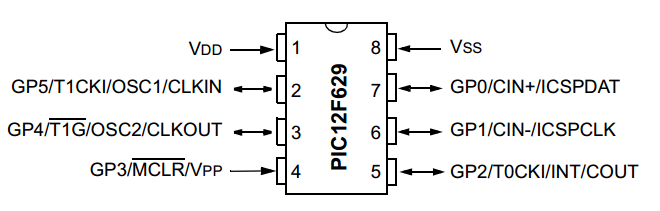 VDD 1 8 VSS
GP5/T1CKI/OSC1/CLKIN 2 7 GP0/CIN+/ICSPDAT
GP4/T1G/OSC2/CLKOUT 3 6 GP1/CIN-/ICSPCLK
GP3/MCLR/VPP 4 5 GP2/T0CKI/INT/COUT
PIC12F629